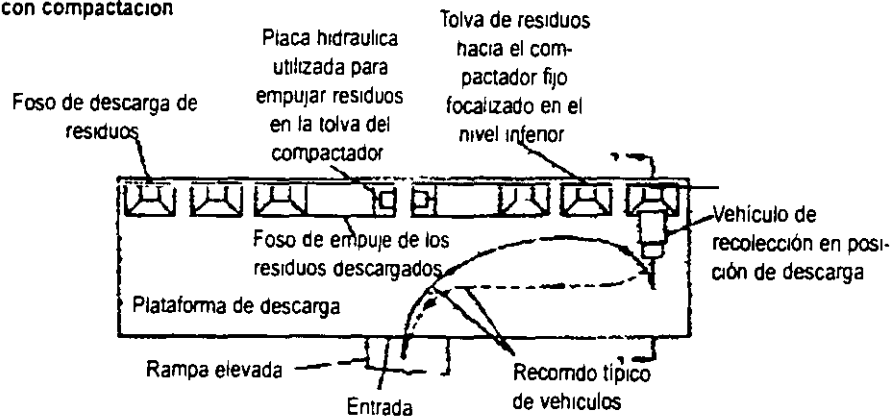 con compactación
Placa hidraulica
utilizada para
empujar residuos
en la tolva del
compactador
Tolva de residuos
hacia el com-
pactador fijo
focalizado en el
nivel inferior
Foso de descarga de
residuos
Vehículo de
recolección en posi-
ción de descarga
Foso de empuje de los
residuos descargados
Plataforma de descarga
Rampa elevada
Entrada
Recorrido típico
de vehiculos